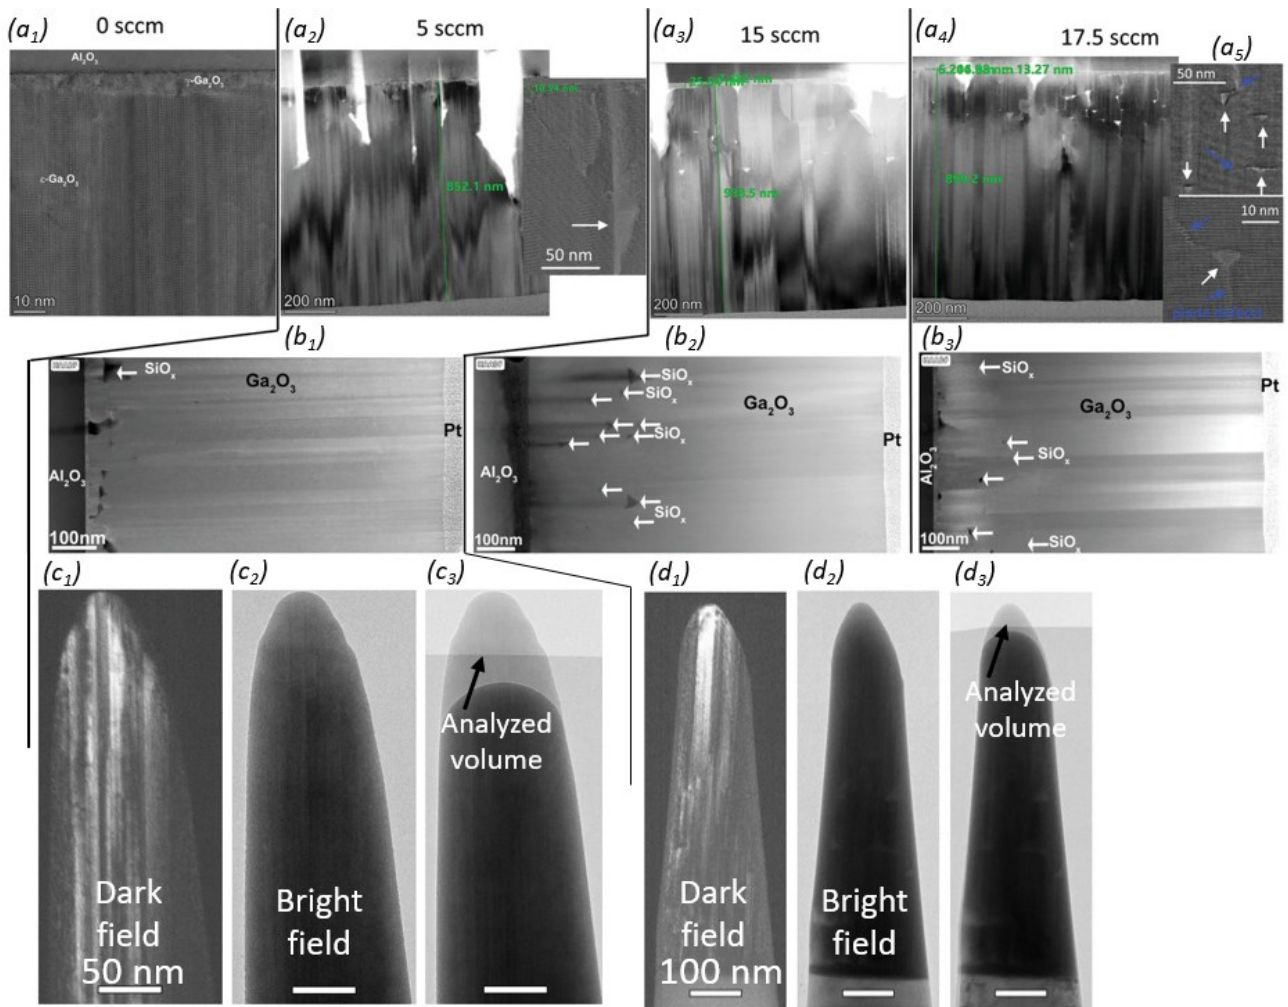 (a₁)
0 sccm
(a₂)
5 sccm
(a₃)
15 sccm
(a₄)
17.5 sccm
(a₅)
Al₂O₃
γ-Ga₂O₃
ε-Ga₂O₃
10 nm
852.1 nm
200 nm
50 nm
200 nm
13.27 nm
200 nm
50 nm
10 nm
(b₁)
SiOₓ
Ga₂O₃
Al₂O₃
Pt
100nm
(b₂)
SiOₓ
SiOₓ
Ga₂O₃
SiOₓ
Al₂O₃
SiOₓ
Pt
100nm
(b₃)
SiOₓ
Ga₂O₃
Pt
Al₂O₃
SiOₓ
SiOₓ
100nm
(c₁)
Dark
field
50 nm
(c₂)
Bright
field
(c₃)
Analyzed
volume
(d₁)
Dark
field
100 nm
(d₂)
Bright
field
(d₃)
Analyzed
volume